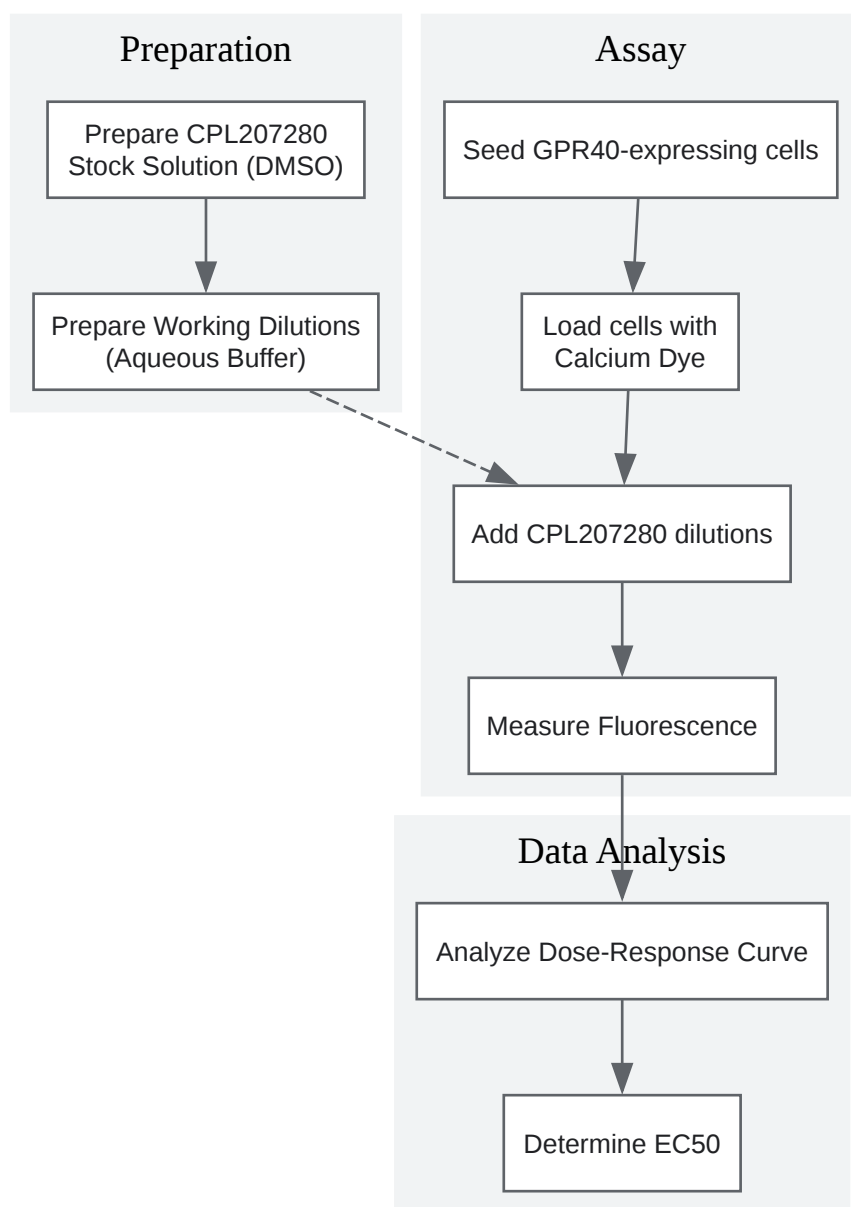 Preparation
Prepare CPL207280
Stock Solution (DMSO)
Prepare Working Dilutions
(Aqueous Buffer)
Assay
Seed GPR40-expressing cells
Load cells with
Calcium Dye
Add CPL207280 dilutions
Measure Fluorescence
Data Analysis
Analyze Dose-Response Curve
Determine EC50